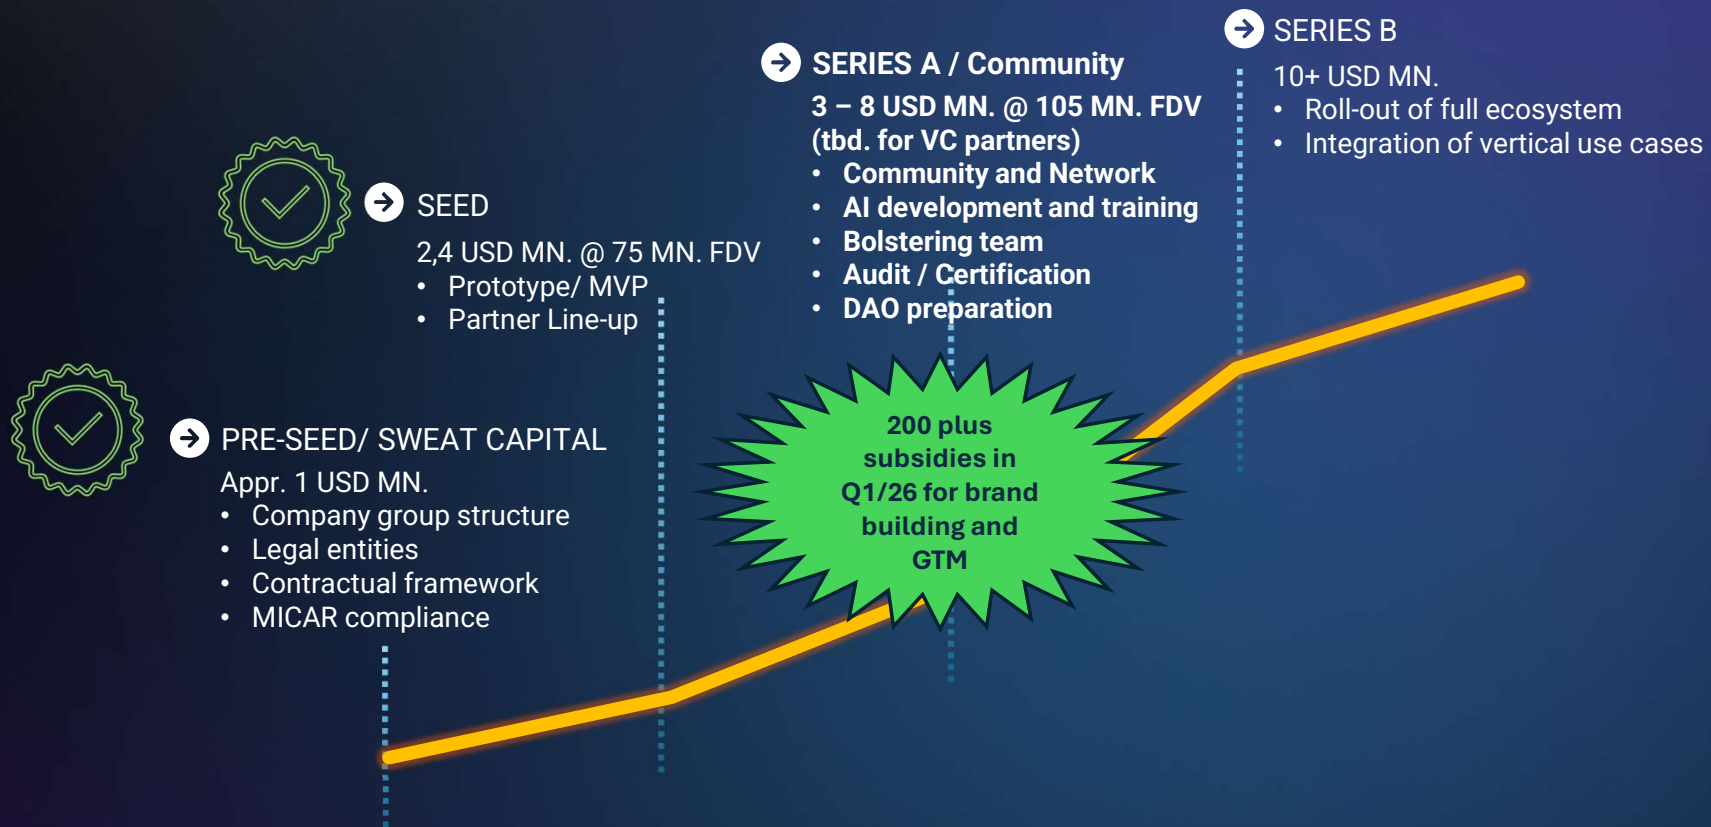 PRE-SEED/ SWEAT CAPITAL
Appr. 1 USD MN.
• Company group structure
• Legal entities
• Contractual framework
• MICAR compliance
SEED
2,4 USD MN. @ 75 MN. FDV
• Prototype/ MVP
• Partner Line-up
SERIES A / Community
3 – 8 USD MN. @ 105 MN. FDV
(tbd. for VC partners)
• Community and Network
• AI development and training
• Bolstering team
• Audit / Certification
• DAO preparation
200 plus
subsidies in
Q1/26 for brand
building and
GTM
SERIES B
10+ USD MN.
• Roll-out of full ecosystem
• Integration of vertical use cases